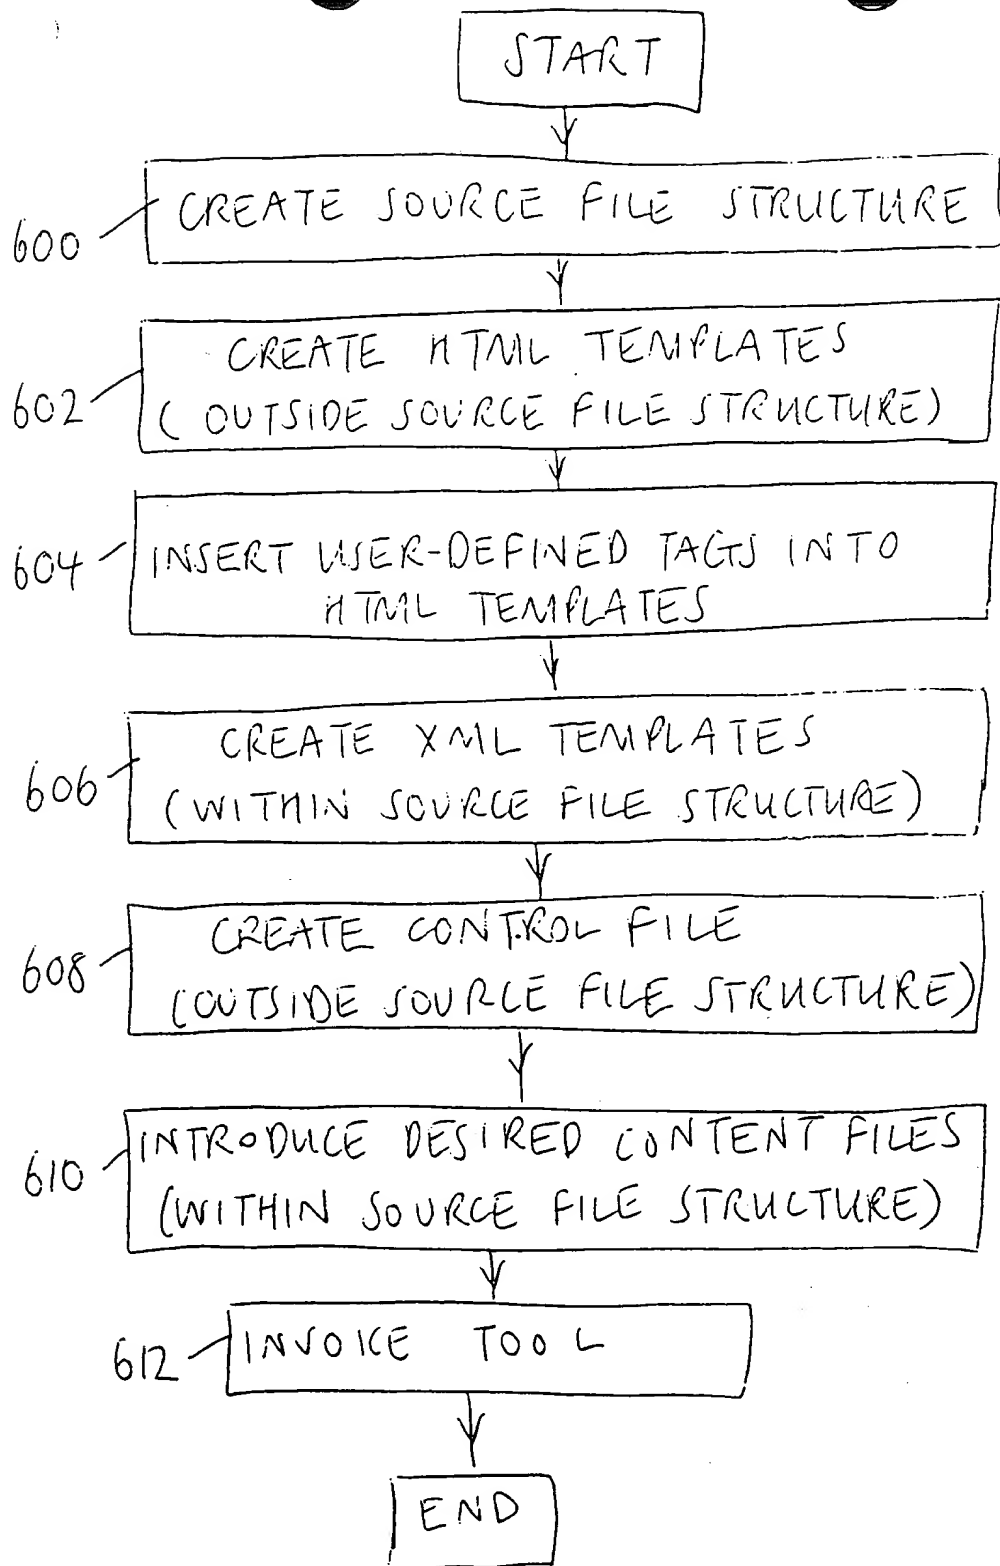 START
600
CREATE SOURCE FILE STRUCTURE
602
CREATE HTML TEMPLATES
(OUTSIDE SOURCE FILE STRUCTURE)
604
INSERT USER-DEFINED TAGS INTO
HTML TEMPLATES
606
CREATE XML TEMPLATES
(WITHIN SOURCE FILE STRUCTURE)
608
CREATE CONTROL FILE
(OUTSIDE SOURCE FILE STRUCTURE)
610
INTRODUCE DESIRED CONTENT FILES
(WITHIN SOURCE FILE STRUCTURE)
612
INVOKE TOOL
END